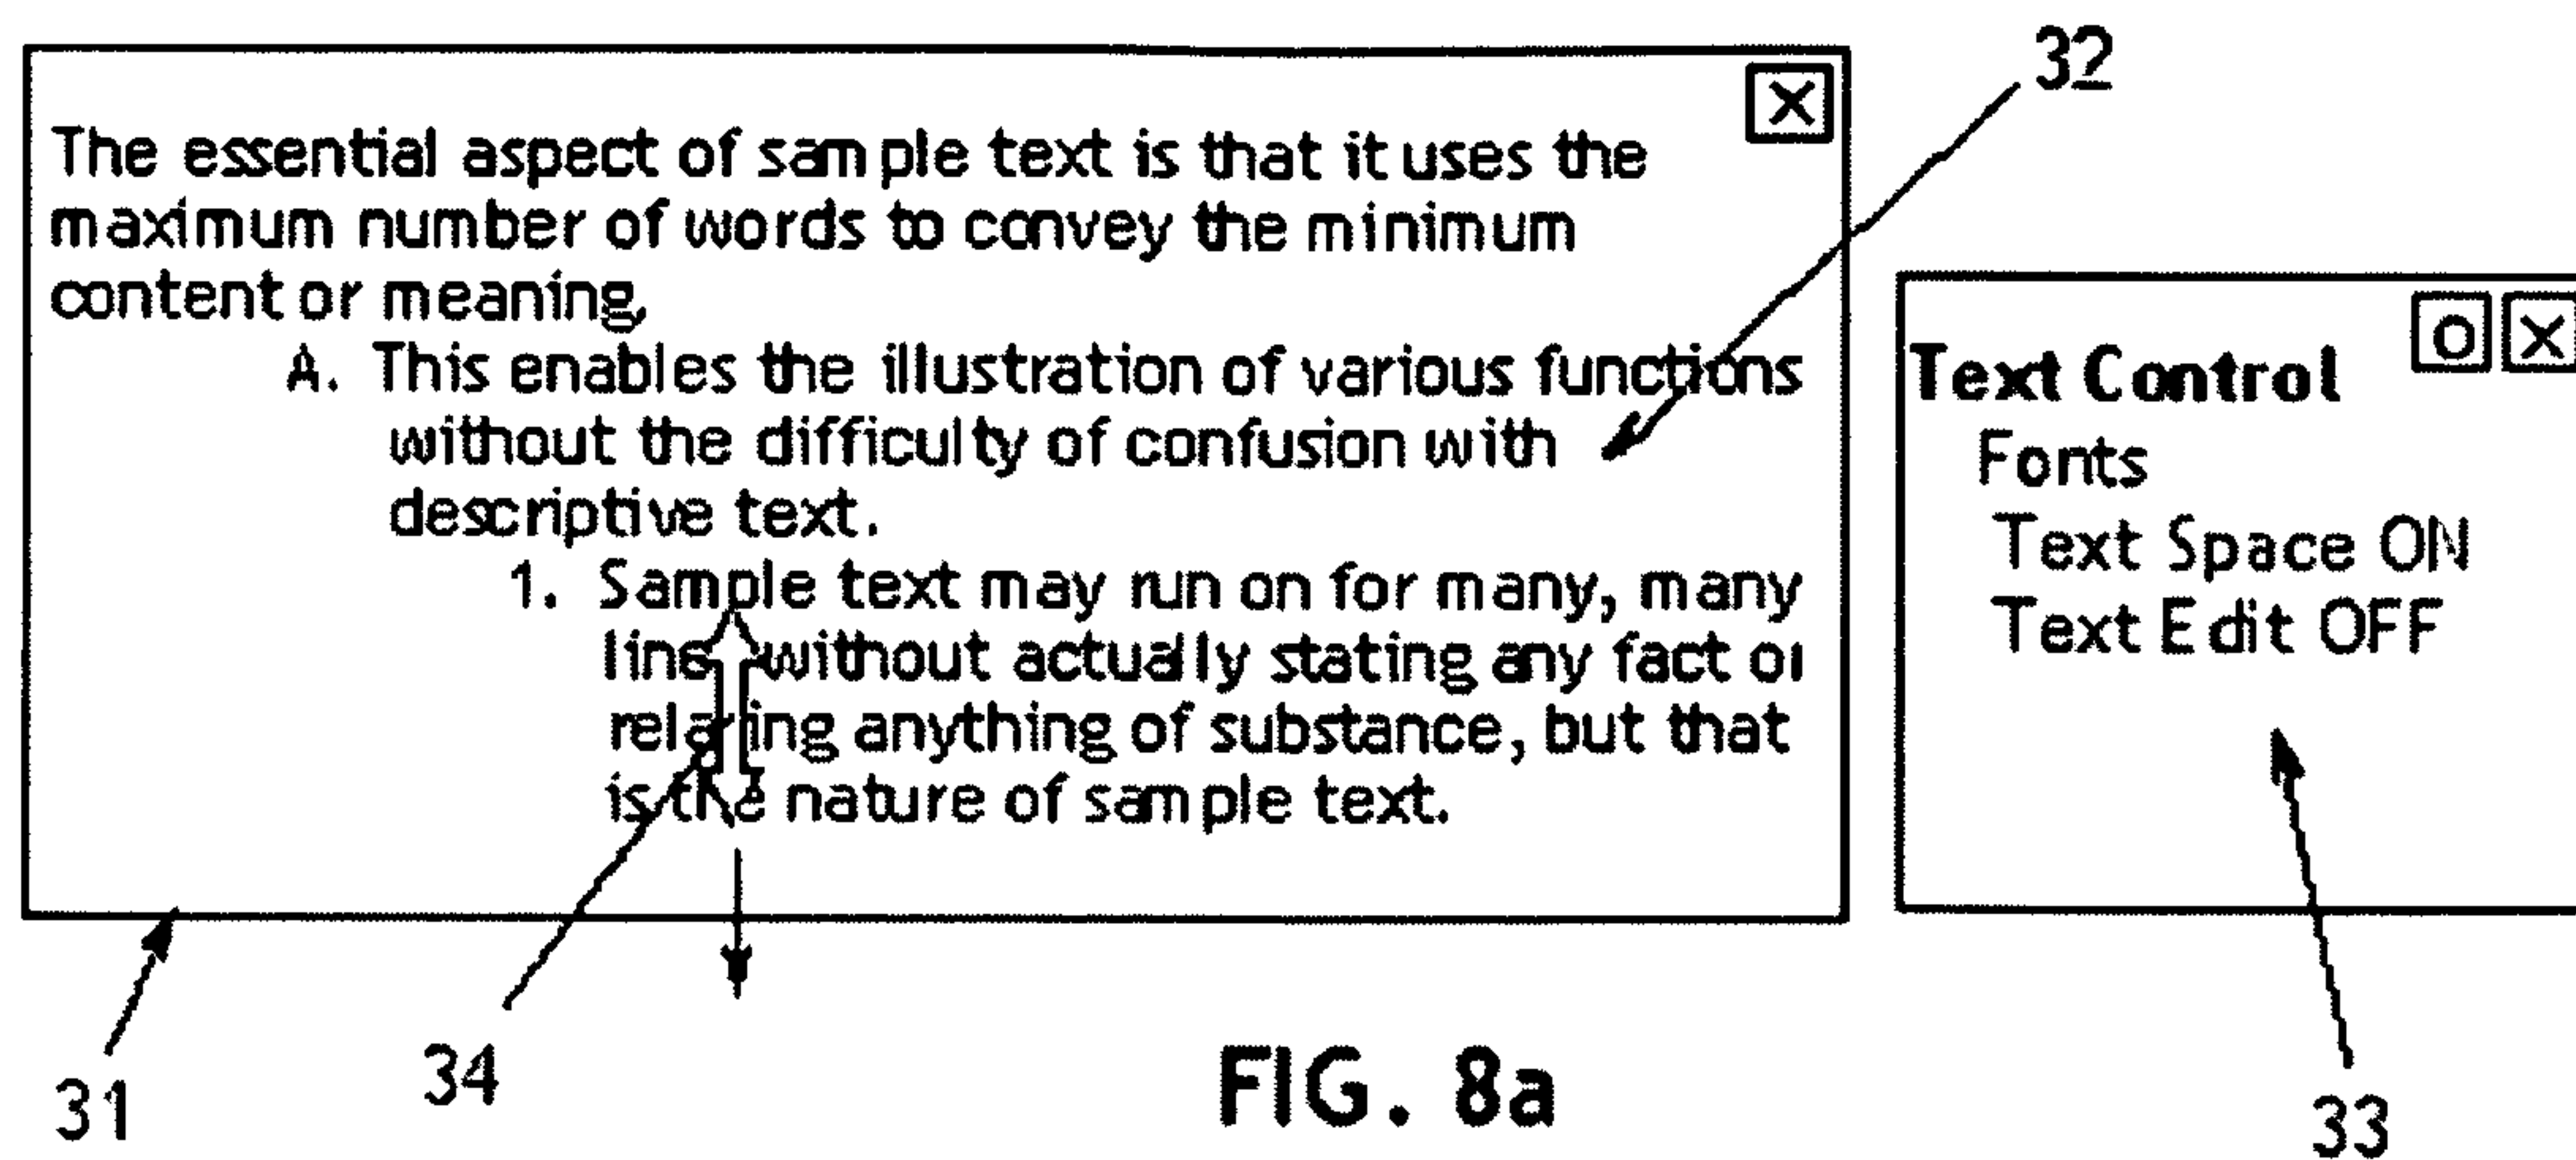 32
X
The essential aspect of sample text is that it uses the
maximum number of words to convey the minimum
content or meaning.
A. This enables the illustration of various functions
without the difficulty of confusion with
descriptive text.
1. Sample text may run on for many, many
without actually stating any fact or
anything of substance, but that
is the nature of sample text.
O X
Text Control
Fonts
Text Space ON
Text Edit OFF
31
34
33
FIG. 8a